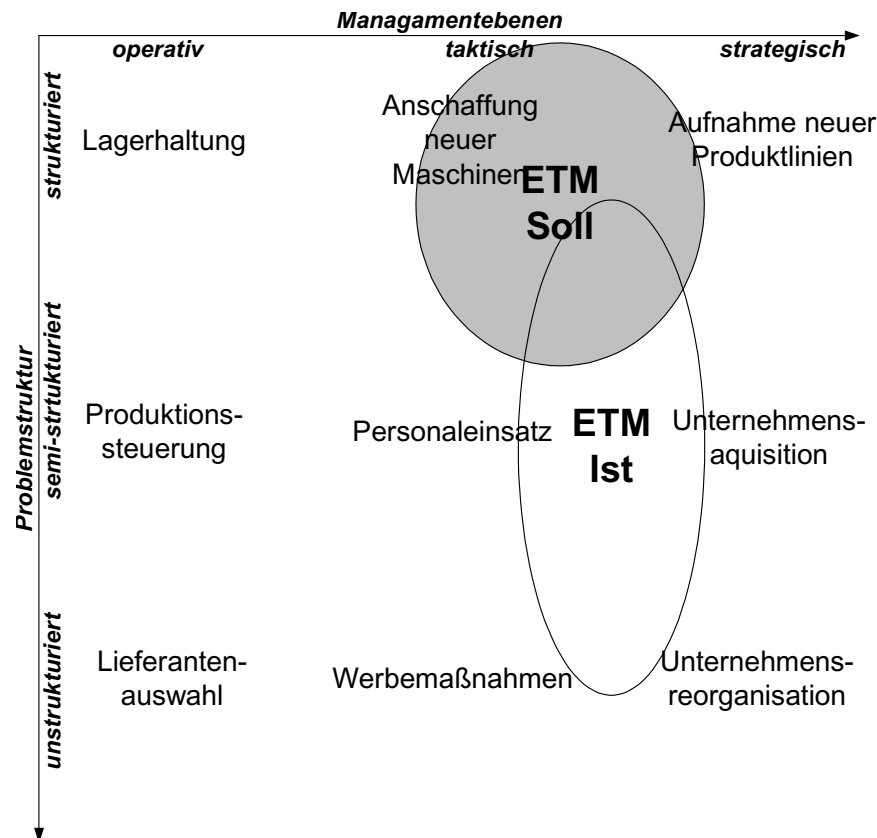 Managamentebenen
operativ
taktisch
strategisch
Problemstruktur
strukturiert
semi-strtukturiert
unstrukturiert
Lagerhaltung
Anschaffung
neuer
Maschinen
Aufnahme neuer
Produktlinien
ETM
Soll
Produktions-
steuerung
Personaleinsatz
ETM
Ist
Unternehmens-
aquisition
Lieferanten-
auswahl
Werbemaßnahmen
Unternehmens-
reorganisation